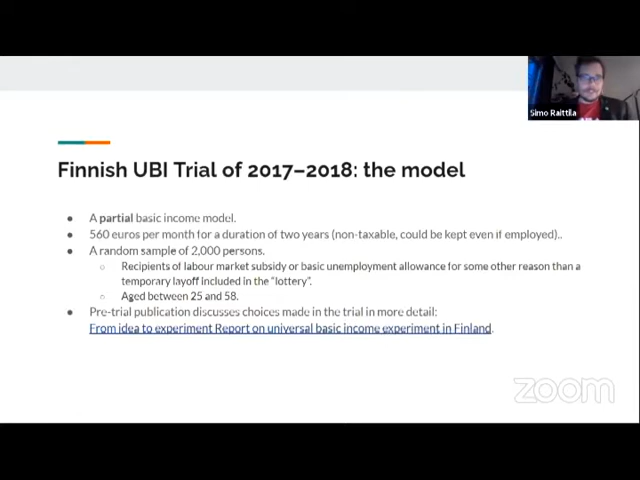 Simo Raittila
Finnish UBI Trial of 2017–2018: the model
● A partial basic income model.
● 560 euros per month for a duration of two years (non-taxable, could be kept even if employed)..
● A random sample of 2,000 persons.
○ Recipients of labour market subsidy or basic unemployment allowance for some other reason than a
temporary layoff included in the “lottery”.
○ Aged between 25 and 58.
● Pre-trial publication discusses choices made in the trial in more detail:
From idea to experiment Report on universal basic income experiment in Finland.
zoom